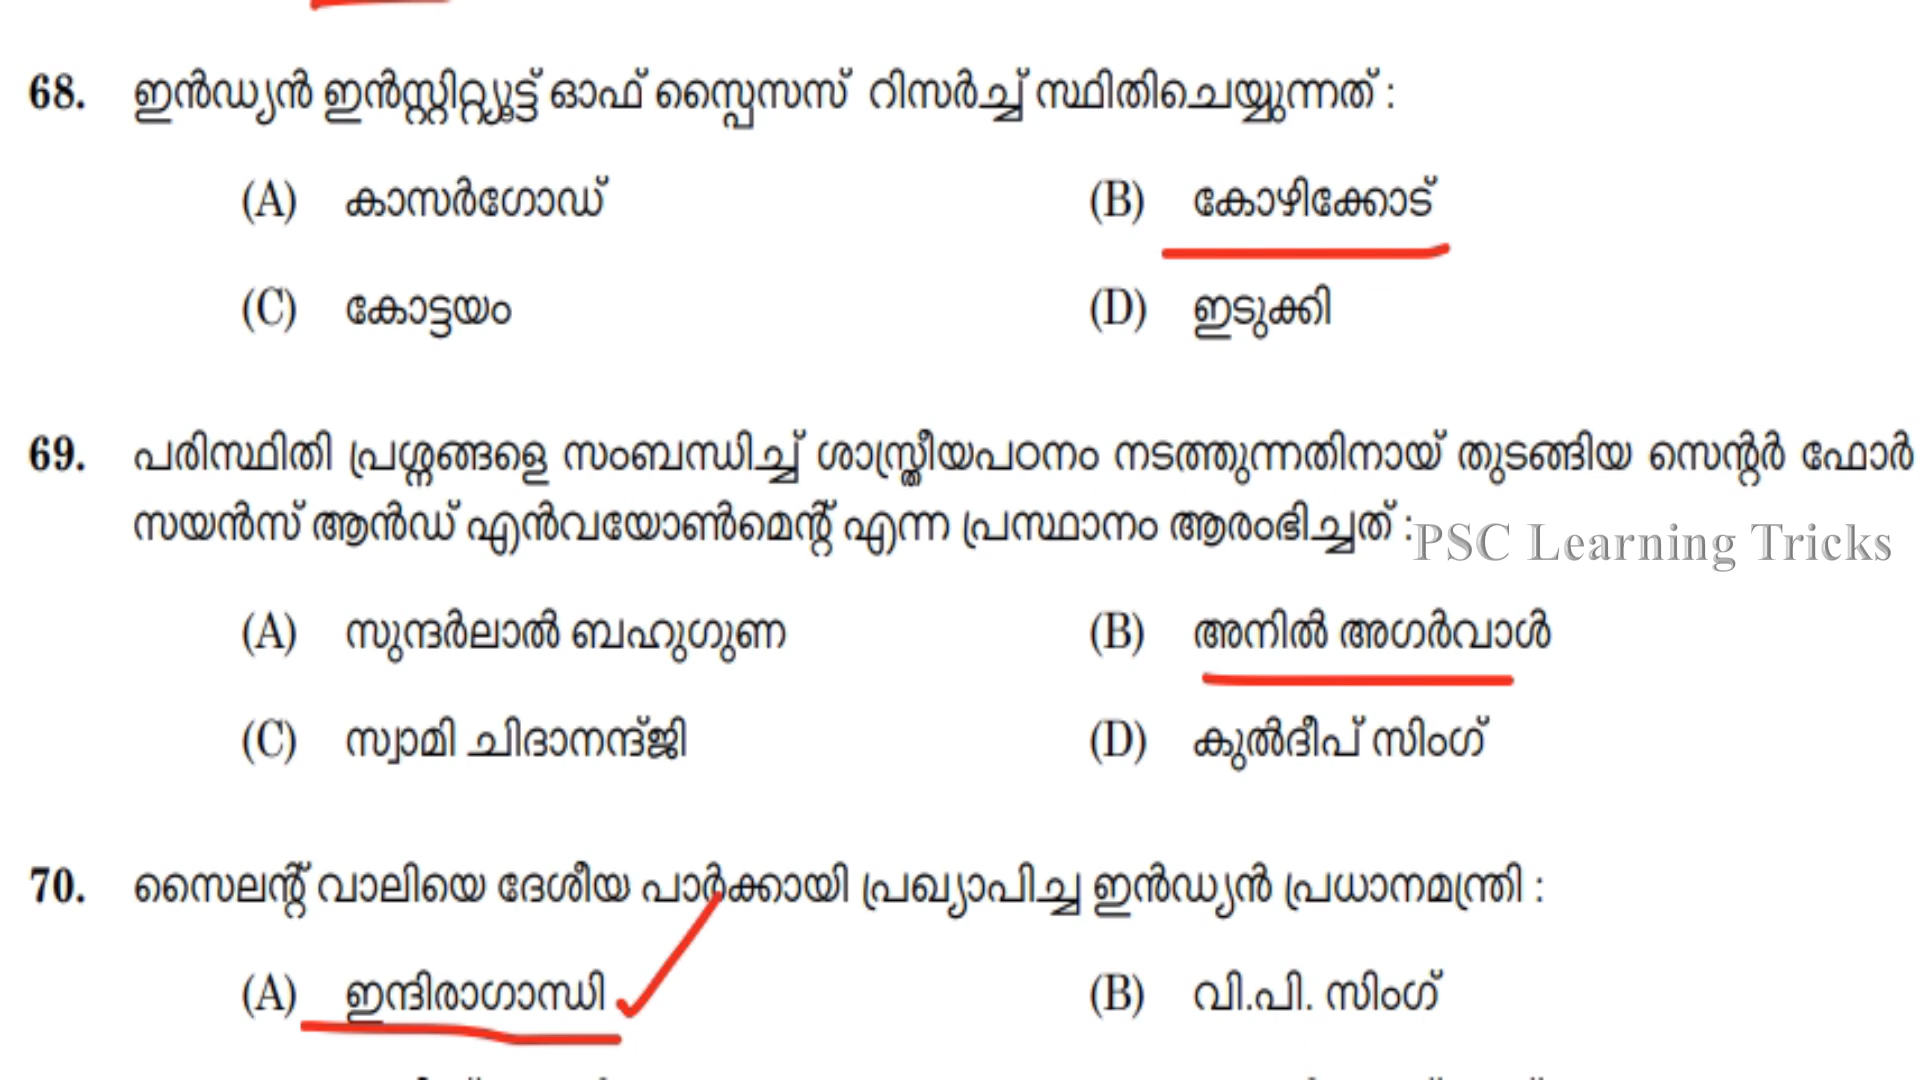 68. ഇൻഡ്യൻ ഇൻസ്റ്റിറ്റ്യൂട്ട് ഓഫ് സ്പൈസസ് റിസർച്ച് സ്ഥിതിചെയ്യുന്നത് :
(A) കാസർഗോഡ് (B) കോഴിക്കോട്
(C) കോട്ടയം (D) ഇടുക്കി
69. പരിസ്ഥിതി പ്രശ്നങ്ങളെ സംബന്ധിച്ച് ശാസ്ത്രീയപഠനം നടത്തുന്നതിനായ് തുടങ്ങിയ സെന്റർ ഫോർ
സയൻസ് ആൻഡ് എൻവയോൺമെന്റ് എന്ന പ്രസ്ഥാനം ആരംഭിച്ചത് :
PSC Learning Tricks
(A) സുന്ദർലാൽ ബഹുഗുണ (B) അനിൽ അഗർവാൾ
(C) സ്വാമി ചിദാനന്ദ്ജി (D) കുൽദീപ് സിംഗ്
70. സൈലന്റ് വാലിയെ ദേശീയ പാർക്കായി പ്രഖ്യാപിച്ച ഇൻഡ്യൻ പ്രധാനമന്ത്രി :
(A) ഇന്ദിരാഗാന്ധി (B) വി.പി. സിംഗ്